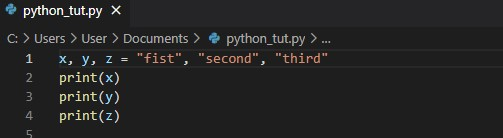 python_tut.py ×
C: > Users > User > Documents > python_tut.py > ...
1 x, y, z = "fist", "second", "third"
2 print(x)
3 print(y)
4 print(z)
5